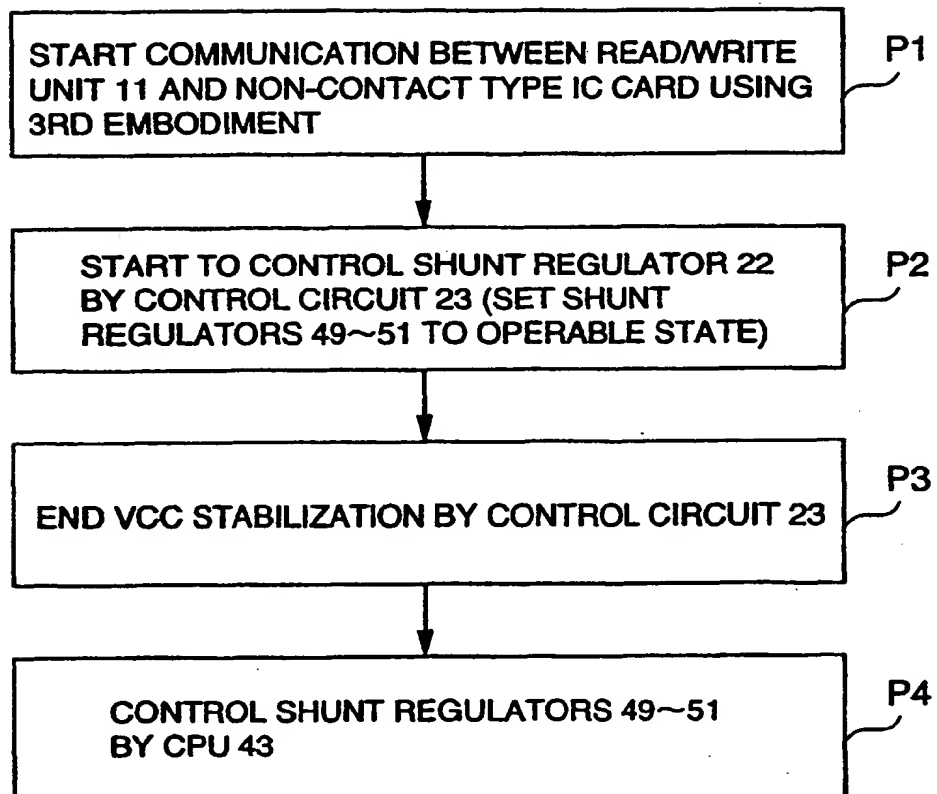 START COMMUNICATION BETWEEN READ/WRITE
UNIT 11 AND NON-CONTACT TYPE IC CARD USING
3RD EMBODIMENT
P1
START TO CONTROL SHUNT REGULATOR 22
BY CONTROL CIRCUIT 23 (SET SHUNT
REGULATORS 49~51 TO OPERABLE STATE)
P2
END VCC STABILIZATION BY CONTROL CIRCUIT 23
P3
CONTROL SHUNT REGULATORS 49~51
BY CPU 43
P4